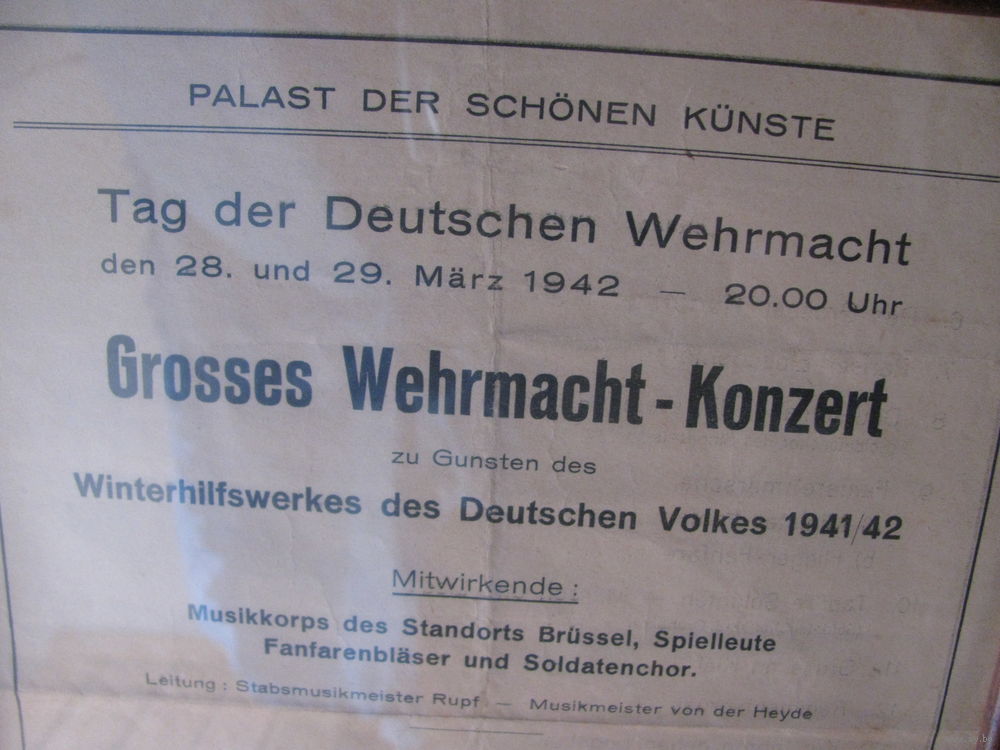 PALAST DER SCHÖNEN KÜNSTE
Tag der Deutschen Wehrmacht
den 28. und 29. März 1942 — 20.00 Uhr
Grosses Wehrmacht - Konzert
zu Gunsten des
Winterhilfswerkes des Deutschen Volkes 1941/42
Mitwirkende :
Musikkorps des Standorts Brüssel, Spielleute
Fanfarenbläser und Soldatenchor.
Leitung : Stabsmusikmeister Rupf — Musikmeister von der Heyde